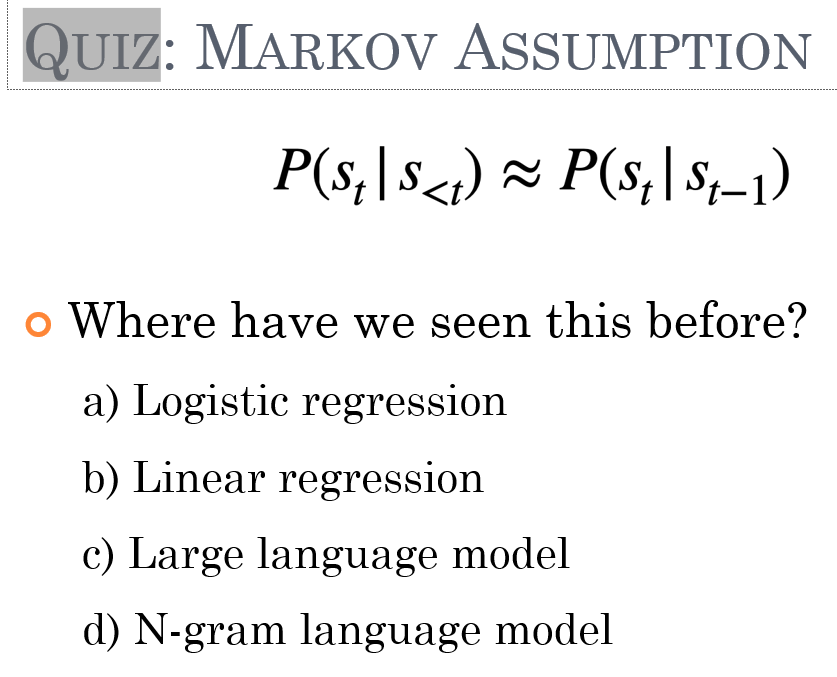 QUIZ: MARKOV ASSUMPTION
P(s_t | s_{<t}) ≈ P(s_t | s_{t−1})
Where have we seen this before?
a) Logistic regression
b) Linear regression
c) Large language model
d) N-gram language model